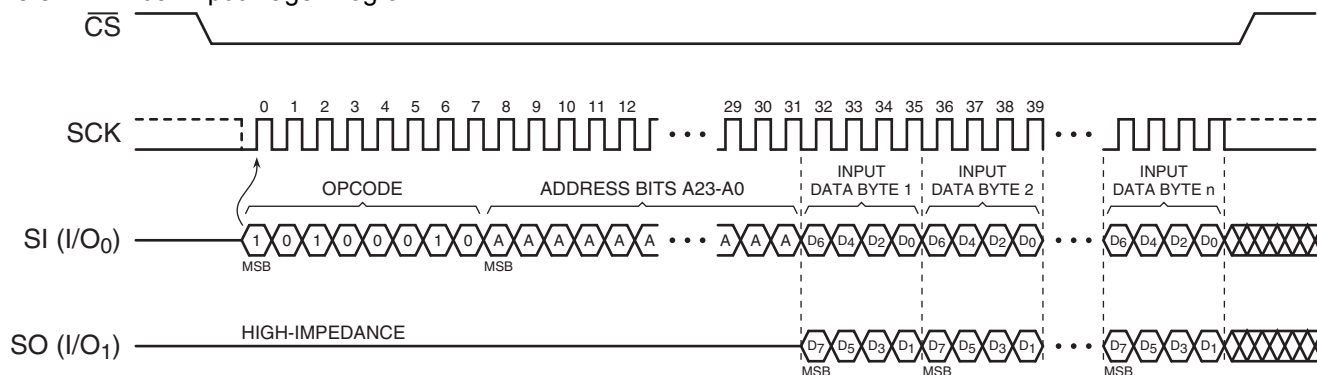 CS
0 1 2 3 4 5 6 7 8 9 10 11 12 29 30 31 32 33 34 35 36 37 38 39
SCK
OPCODE
ADDRESS BITS A23-A0
INPUT
DATA BYTE 1
INPUT
DATA BYTE 2
INPUT
DATA BYTE n
SI (I/O0)
1 0 1 0 0 0 1 0 A A A A A A A A A D6 D4 D2 D0 D6 D4 D2 D0 D6 D4 D2 D0
MSB MSB
HIGH-IMPEDANCE
SO (I/O1)
D7 D5 D3 D1 D7 D5 D3 D1 D7 D5 D3 D1
MSB MSB MSB